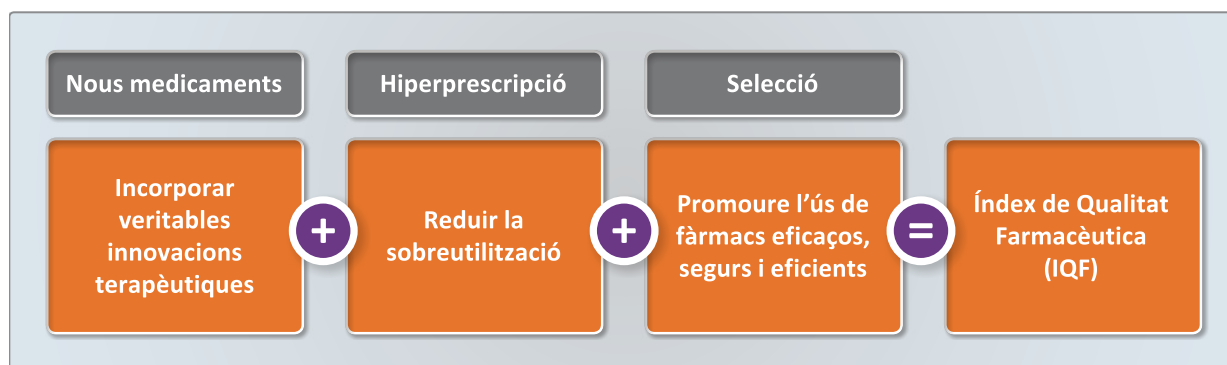 Nous medicaments
Hiperprescripció
Selecció
Incorporar
veritables
innovacions
terapèutiques
+
Reduir la
sobreutilització
+
Promoure l’ús de
fàrmacs eficaços,
segurs i eficients
=
Índex de Qualitat
Farmacèutica
(IQF)